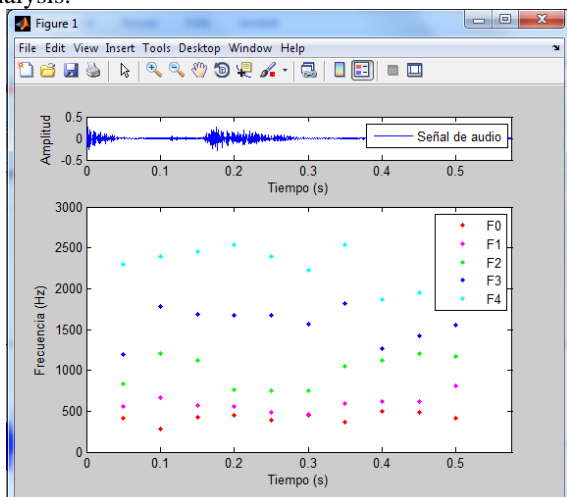 nalysis.
Figure 1
File Edit View Insert Tools Desktop Window Help
Amplitud
0.5
0
-0.5
Señal de audio
0 0.1 0.2 0.3 0.4 0.5
Tiempo (s)
Frecuencia (Hz)
3000
2500
2000
1500
1000
500
0
F0
F1
F2
F3
F4
0 0.1 0.2 0.3 0.4 0.5
Tiempo (s)